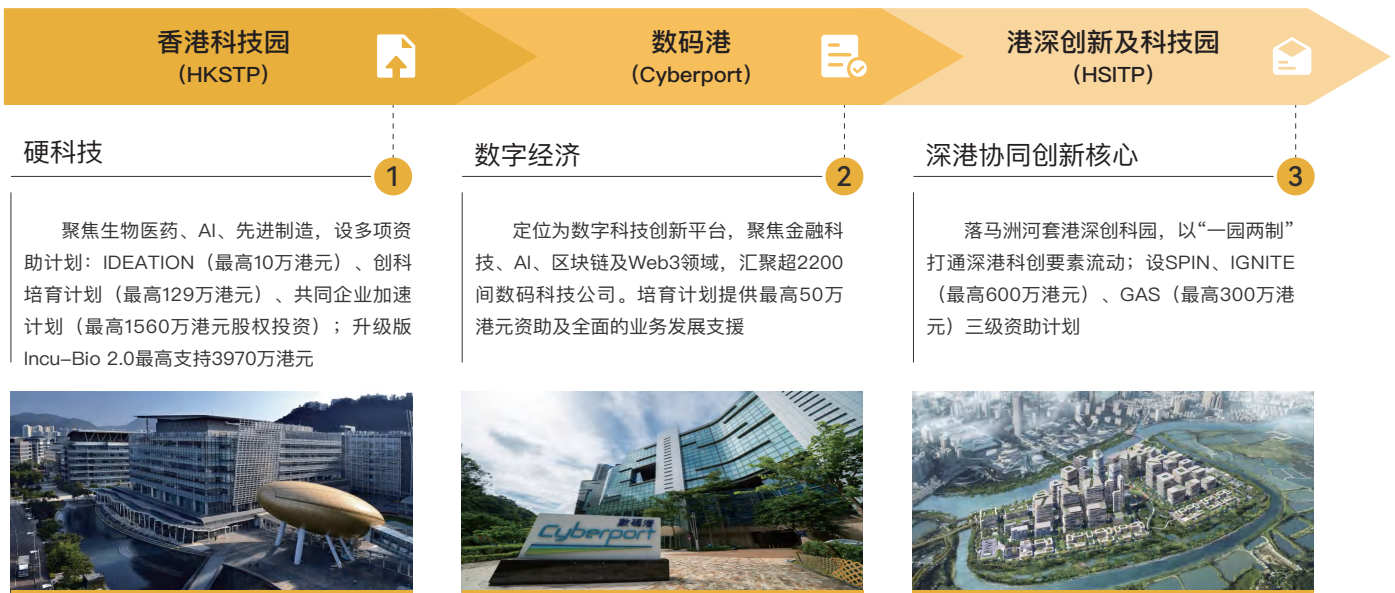 香港科技园
（HKSTP）
数码港
（Cyberport）
港深创新及科技园
（HSITP）
硬科技
1
聚焦生物医药、AI、先进制造，设多项资
助计划：IDEATION（最高10万港元）、创科
培育计划（最高129万港元）、共同企业加速
计划（最高1560万港元股权投资）；升级版
Incu-Bio 2.0最高支持3970万港元
数字经济
2
定位为数字科技创新平台，聚焦金融科
技、AI、区块链及Web3领域，汇聚超2200
间数码科技公司。培育计划提供最高50万
港元资助及全面的业务发展支援
深港协同创新核心
3
落马洲河套港深创科园，以“一园两制”
打通深港科创要素流动；设SPIN、IGNITE
（最高600万港元）、GAS（最高300万港
元）三级资助计划
數碼港
Cyberport